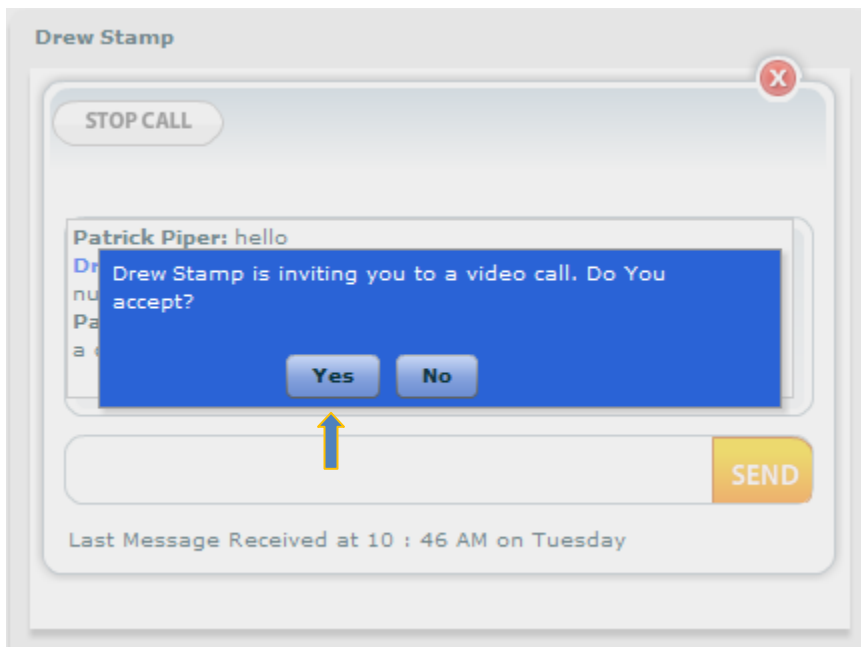 Drew Stamp
X
STOP CALL
Patrick Piper: hello
Drew Stamp is inviting you to a video call. Do You
accept?
Yes No
SEND
Last Message Received at 10 : 46 AM on Tuesday